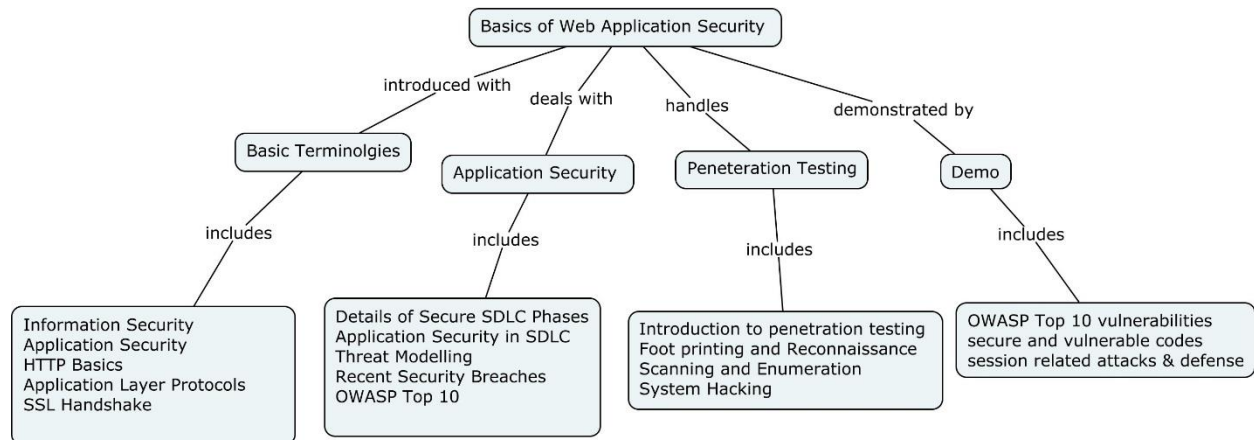 Basics of Web Application Security
introduced with
deals with
handles
demonstrated by
Basic Terminolgies
Application Security
Peneteration Testing
Demo
includes
includes
includes
includes
Information Security
Application Security
HTTP Basics
Application Layer Protocols
SSL Handshake
Details of Secure SDLC Phases
Application Security in SDLC
Threat Modelling
Recent Security Breaches
OWASP Top 10
Introduction to penetration testing
Foot printing and Reconnaissance
Scanning and Enumeration
System Hacking
OWASP Top 10 vulnerabilities
secure and vulnerable codes
session related attacks & defense